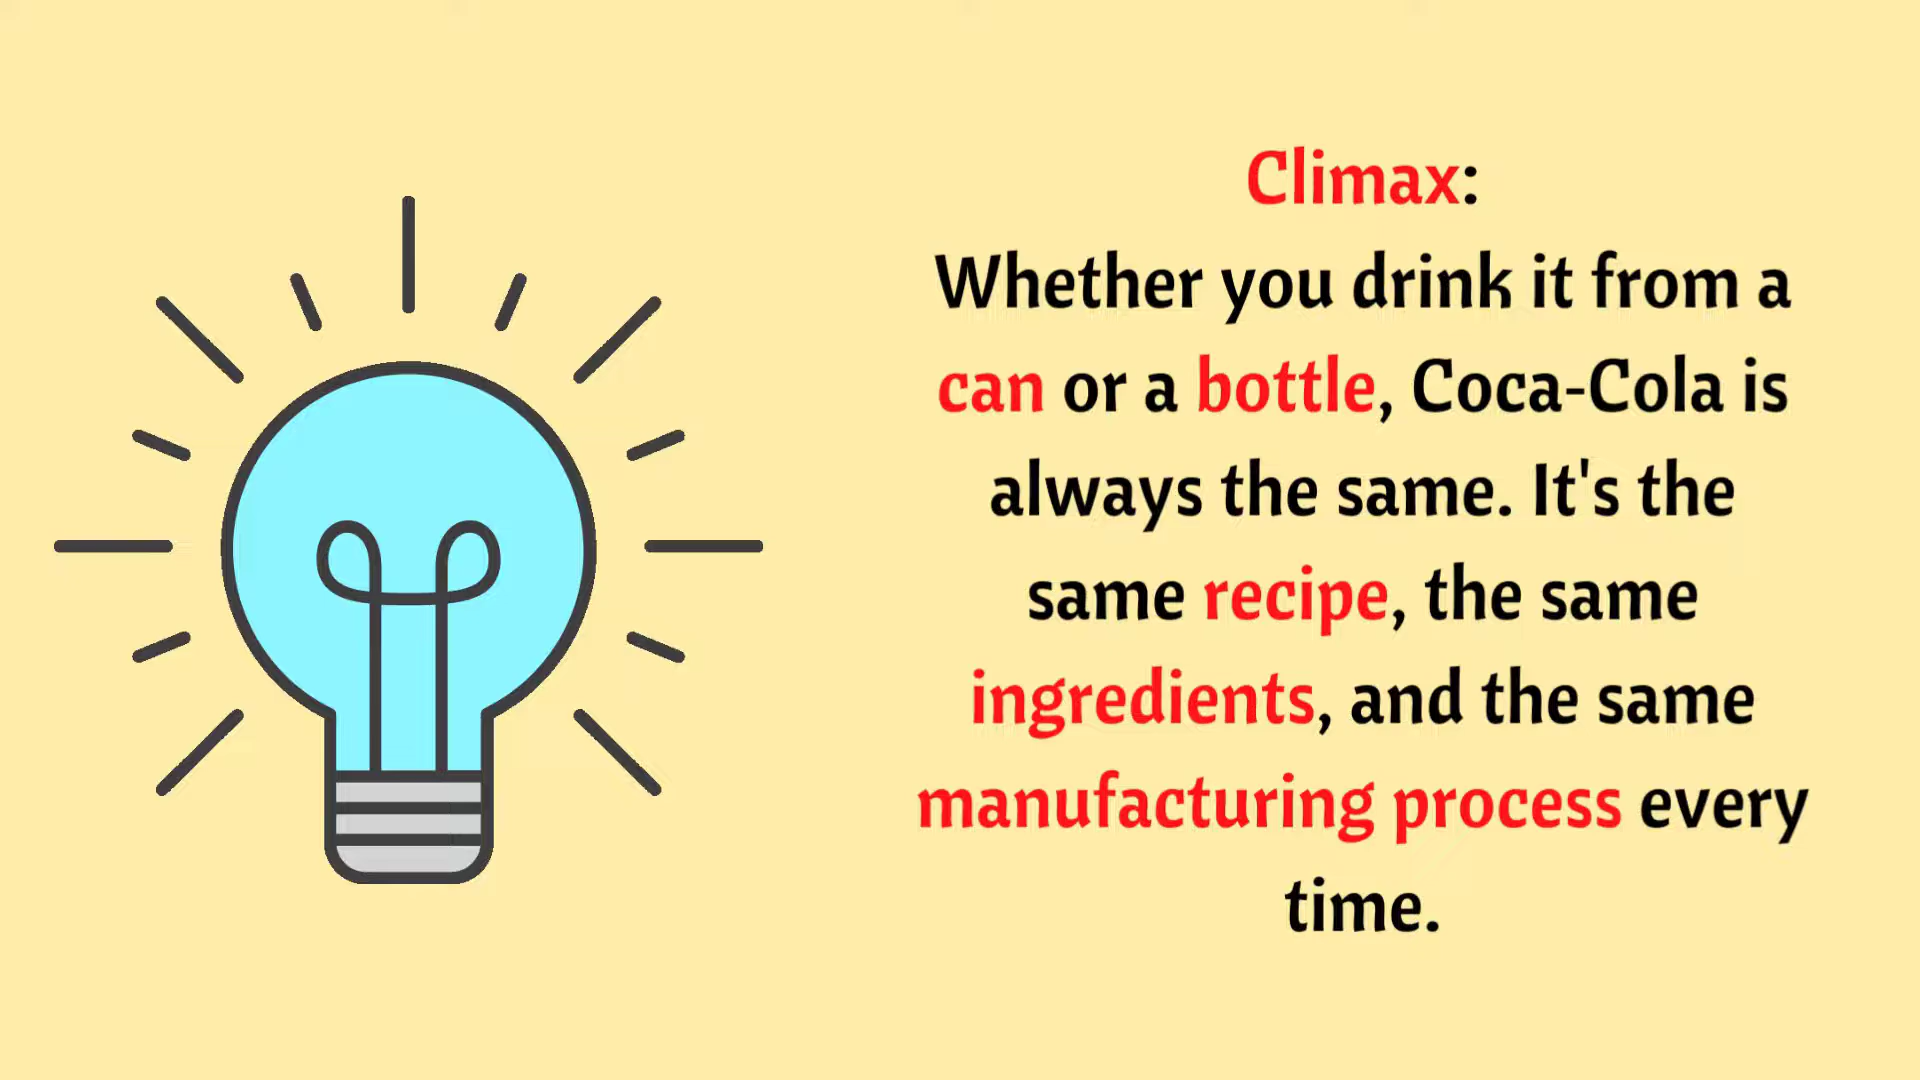 Climax:
Whether you drink it from a
can or a bottle, Coca-Cola is
always the same. It's the
same recipe, the same
ingredients, and the same
manufacturing process every
time.